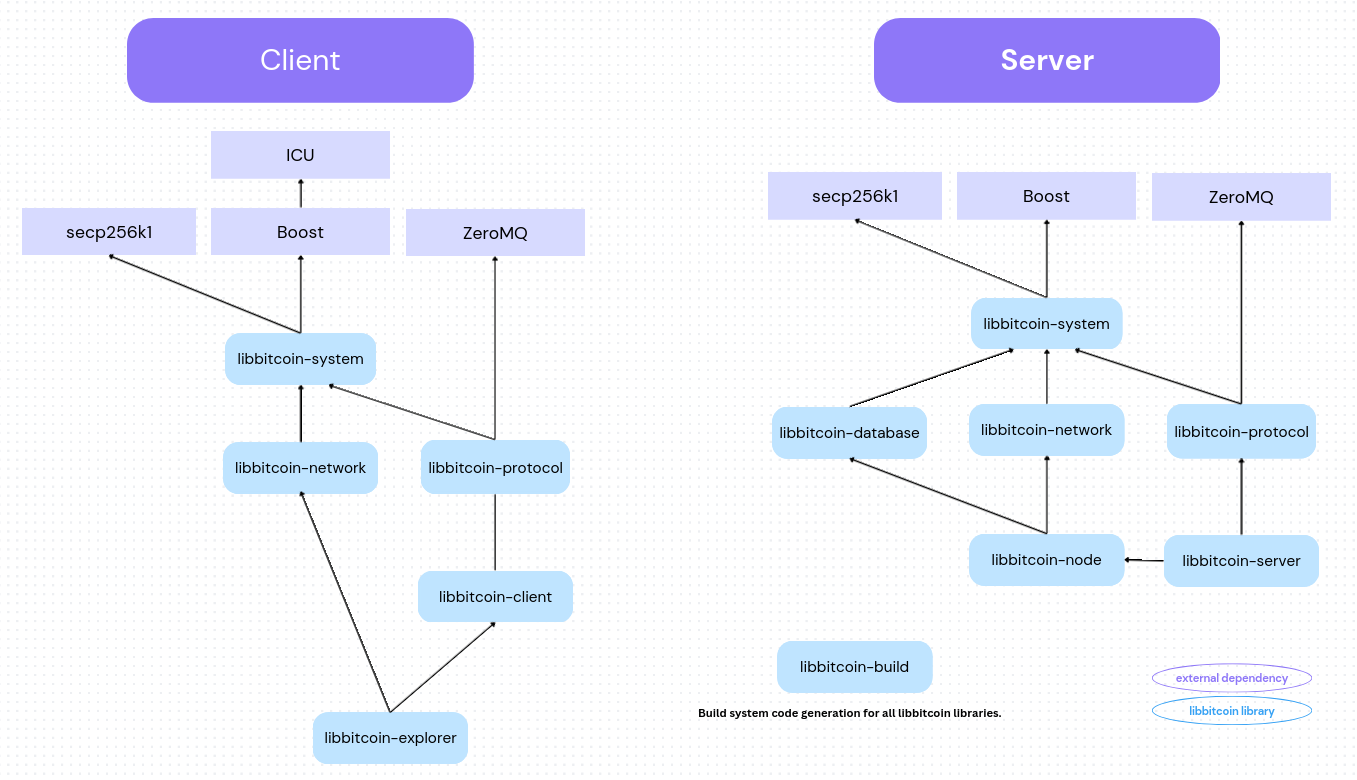 Client
ICU
secp256k1
Boost
ZeroMQ
libbitcoin-system
libbitcoin-network
libbitcoin-protocol
libbitcoin-client
libbitcoin-explorer
Server
secp256k1
Boost
ZeroMQ
libbitcoin-system
libbitcoin-database
libbitcoin-network
libbitcoin-protocol
libbitcoin-node
libbitcoin-server
libbitcoin-build
Build system code generation for all libbitcoin libraries.
external dependency
libbitcoin library